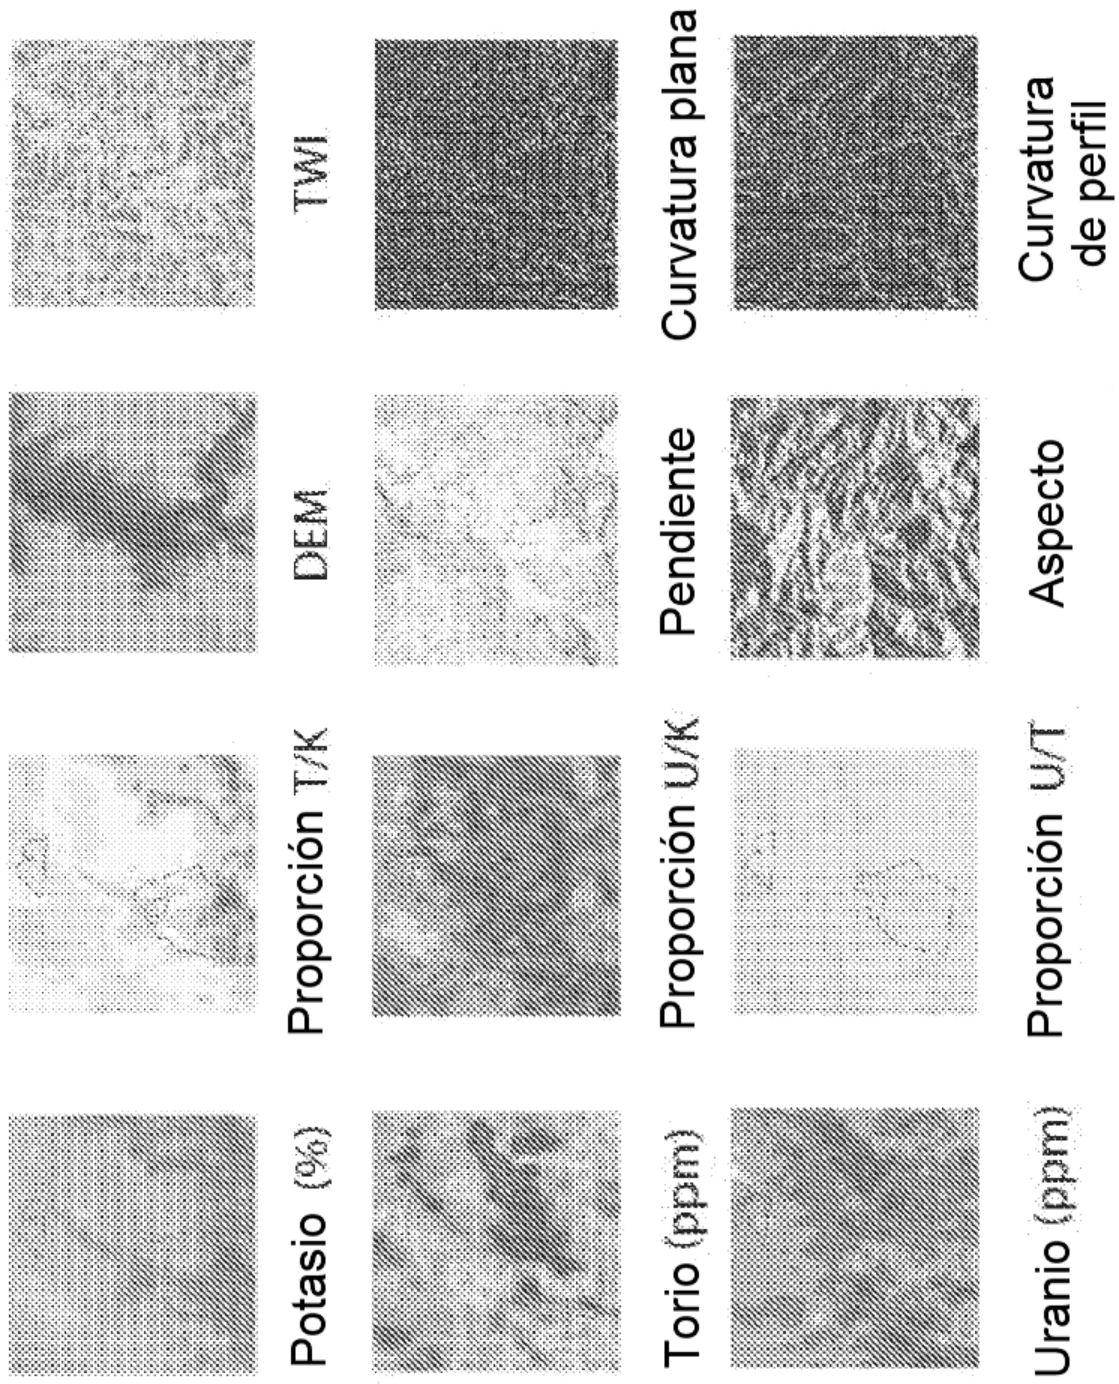 Potasio (%)
Proporción T/K
DEM
TWI
Torio (ppm)
Proporción U/K
Pendiente
Curvatura plana
Uranio (ppm)
Proporción U/T
Aspecto
Curvatura
de perfil